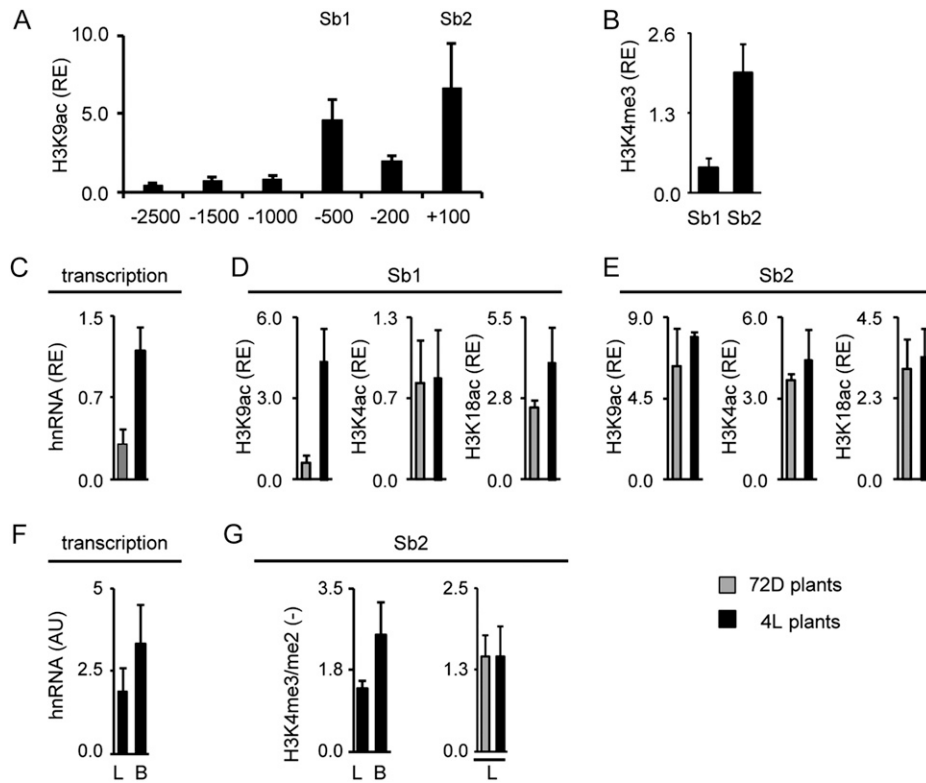 A
Sb1
Sb2
H3K9ac (RE)
10.0
5.0
0.0
-2500 -1500 -1000 -500 -200 +100
B
H3K4me3 (RE)
2.6
1.3
0.0
Sb1 Sb2
C
transcription
hnRNA (RE)
1.5
0.7
0.0
D
Sb1
H3K9ac (RE)
6.0
3.0
0.0
H3K4ac (RE)
1.3
0.7
0.0
H3K18ac (RE)
5.5
2.8
0.0
E
Sb2
H3K9ac (RE)
9.0
4.5
0.0
H3K4ac (RE)
6.0
3.0
0.0
H3K18ac (RE)
4.5
2.3
0.0
F
transcription
hnRNA (AU)
5
2.5
0.0
L B
G
Sb2
H3K4me3/me2 (-)
3.5
1.8
0.0
L B
2.5
1.3
0.0
L
72D plants
4L plants